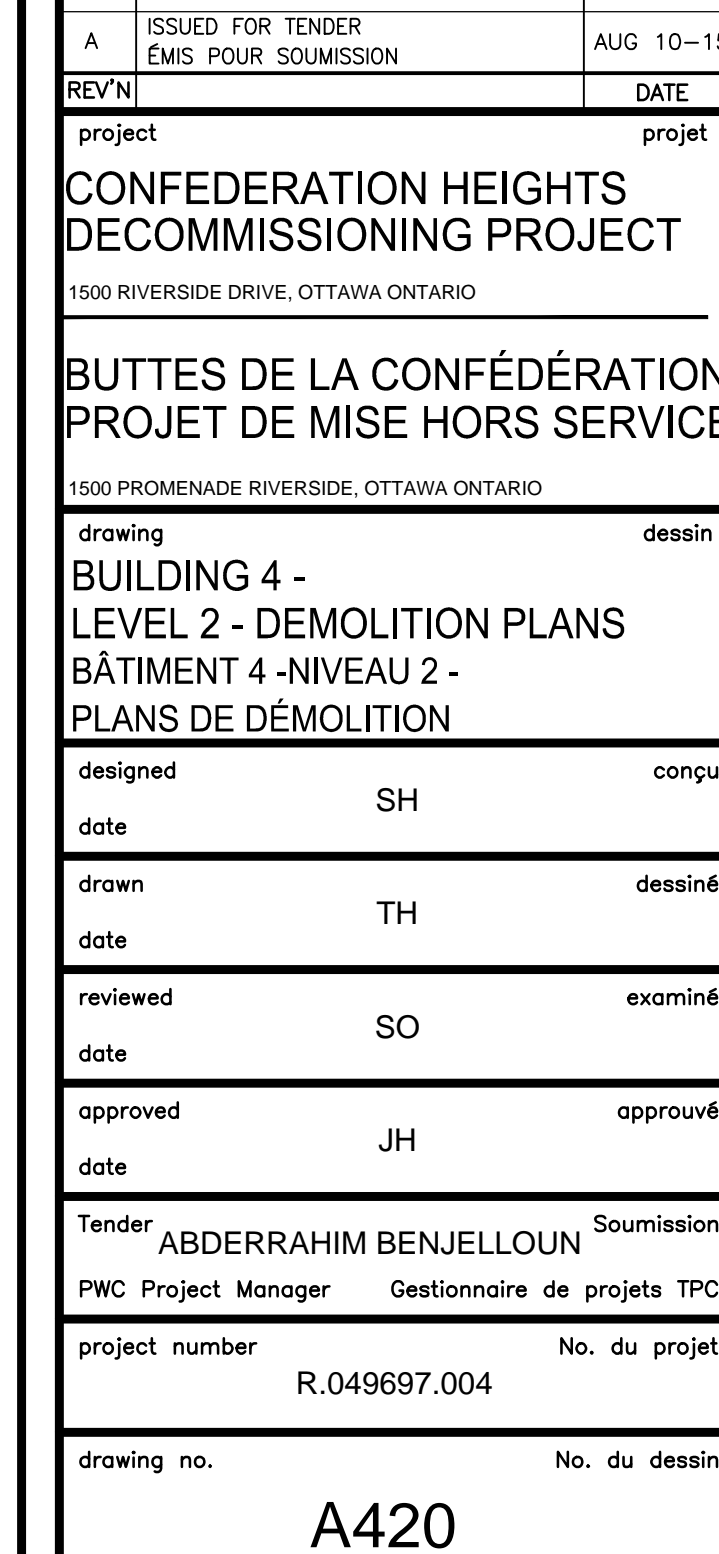 A ISSUED FOR TENDER AUG 10-15
ÉMIS POUR SOUMISSION
REV'N DATE
project projet
CONFEDERATION HEIGHTS
DECOMMISSIONING PROJECT
1500 RIVERSIDE DRIVE, OTTAWA ONTARIO
BUTTES DE LA CONFÉDÉRATION
PROJET DE MISE HORS SERVICE
1500 PROMENADE RIVERSIDE, OTTAWA ONTARIO
drawing dessin
BUILDING 4 -
LEVEL 2 - DEMOLITION PLANS
BÂTIMENT 4 -NIVEAU 2 -
PLANS DE DÉMOLITION
designed conçu
SH
date
drawn dessiné
TH
date
reviewed examiné
SO
date
approved approuvé
JH
date
Tender ABDERRAHIM BENJELLOUN Soumission
PWC Project Manager Gestionnaire de projets TPC
project number No. du projet
R.049697.004
drawing no. No. du dessin
A420